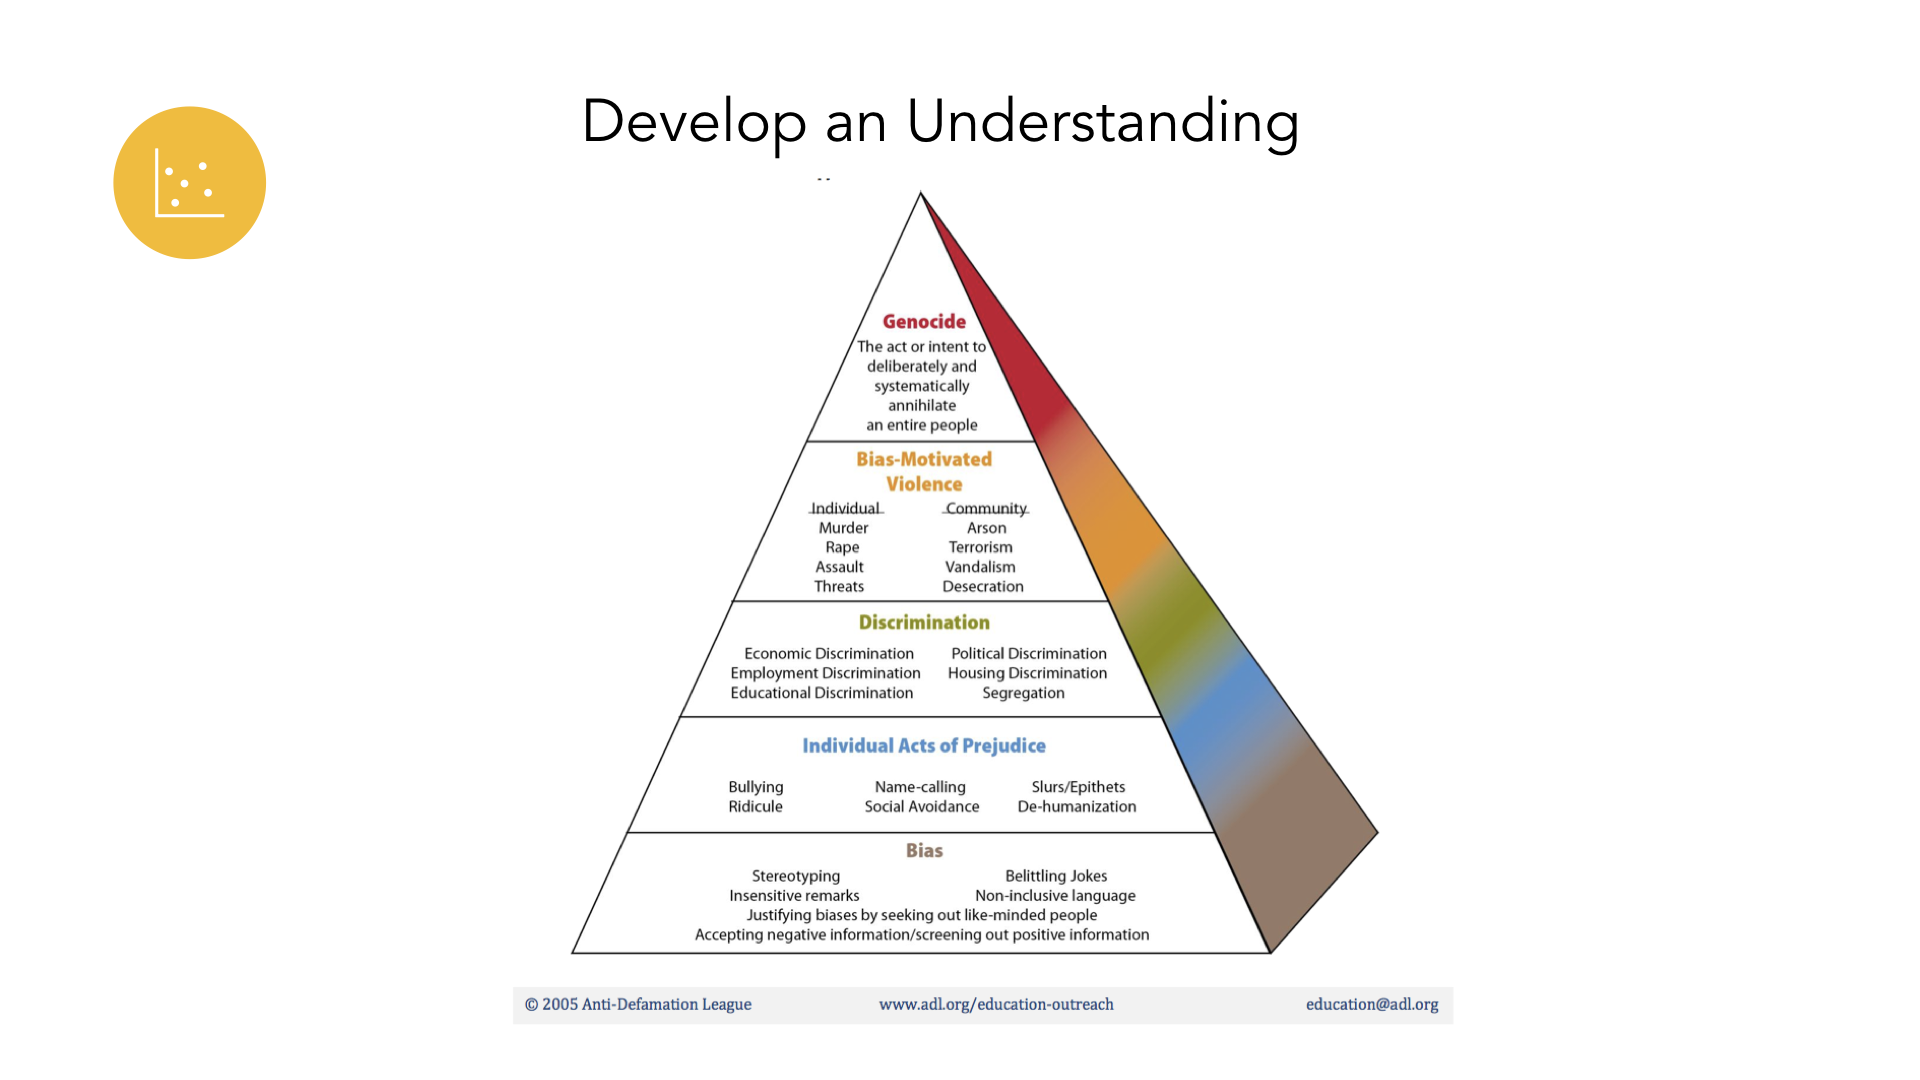 Develop an Understanding
Genocide
The act or intent to
deliberately and
systematically
annihilate
an entire people
Bias-Motivated
Violence
Individual Community
Murder Arson
Rape Terrorism
Assault Vandalism
Threats Desecration
Discrimination
Economic Discrimination Political Discrimination
Employment Discrimination Housing Discrimination
Educational Discrimination Segregation
Individual Acts of Prejudice
Bullying Name-calling Slurs/Epithets
Ridicule Social Avoidance De-humanization
Bias
Stereotyping Belittling Jokes
Insensitive remarks Non-inclusive language
Justifying biases by seeking out like-minded people
Accepting negative information/screening out positive information
© 2005 Anti-Defamation League www.adl.org/education-outreach education@adl.org